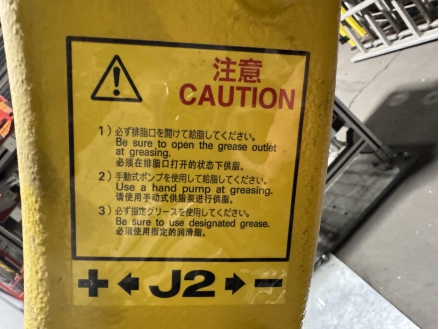 注意
CAUTION
1）必ず排脂口を開けて給脂してください。
Be sure to open the grease outlet
at greasing.
必须在排脂口打开的状态下供脂。
2）手動式ポンプを使用して給脂してください。
Use a hand pump at greasing.
请使用手动式供脂泵进行供脂。
3）必ず指定グリースを使用してください。
Be sure to use designated grease.
必须使用指定的润滑脂。
+ ← J2 → −